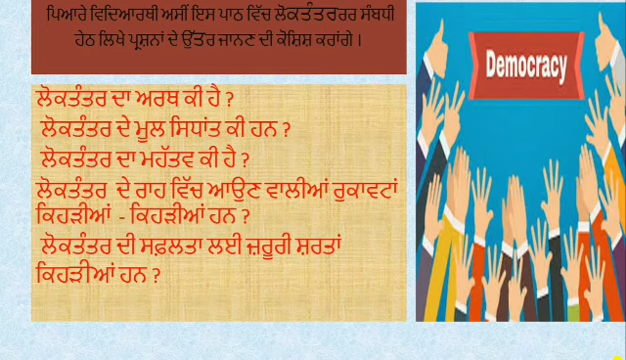 ਪਿਆਰੇ ਵਿਦਿਆਰਥੀ ਅਸੀਂ ਇਸ ਪਾਠ ਵਿੱਚ ਲੋਕਤੰਤਰਰ ਸੰਬਧੀ
ਹੇਠ ਲਿਖੇ ਪ੍ਰਸ਼ਨਾਂ ਦੇ ਉੱਤਰ ਜਾਨਣ ਦੀ ਕੋਸ਼ਿਸ਼ ਕਰਾਂਗੇ ।
ਲੋਕਤੰਤਰ ਦਾ ਅਰਥ ਕੀ ਹੈ ?
ਲੋਕਤੰਤਰ ਦੇ ਮੂਲ ਸਿਧਾਂਤ ਕੀ ਹਨ ?
ਲੋਕਤੰਤਰ ਦਾ ਮਹੱਤਵ ਕੀ ਹੈ ?
ਲੋਕਤੰਤਰ ਦੇ ਰਾਹ ਵਿੱਚ ਆਉਣ ਵਾਲੀਆਂ ਰੁਕਾਵਟਾਂ
ਕਿਹੜੀਆਂ - ਕਿਹੜੀਆਂ ਹਨ ?
ਲੋਕਤੰਤਰ ਦੀ ਸਫ਼ਲਤਾ ਲਈ ਜ਼ਰੂਰੀ ਸ਼ਰਤਾਂ
ਕਿਹੜੀਆਂ ਹਨ ?
Democracy